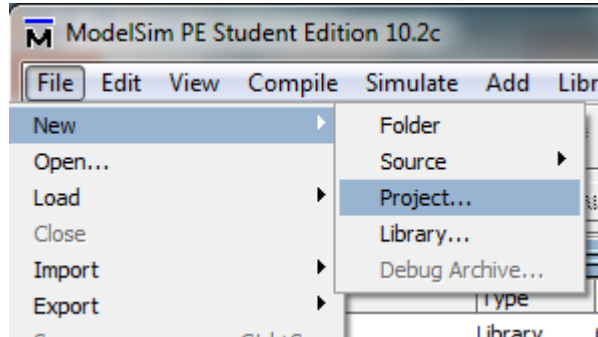 ModelSim PE Student Edition 10.2c
File Edit View Compile Simulate Add
New
Folder
Open...
Source
Load
Project...
Close
Library...
Import
Debug Archive...
Export
Type
Library